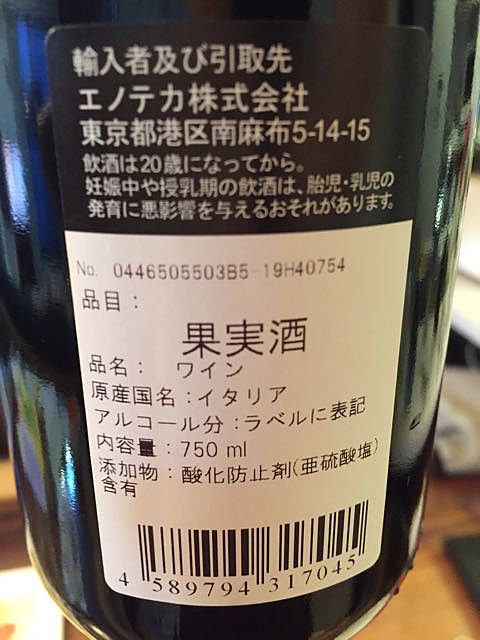 輸入者及び引取先
エノテカ株式会社
東京都港区南麻布5-14-15
飲酒は20歳になってから。
妊娠中や授乳期の飲酒は、胎児・乳児の
発育に悪影響を与えるおそれがあります。
No. 0446505503B5-19H40754
品目：
果実酒
品名： ワイン
原産国名：イタリア
アルコール分：ラベルに表記
内容量：750 ml
添加物：酸化防止剤(亜硫酸塩)
含有
4 589794 317045